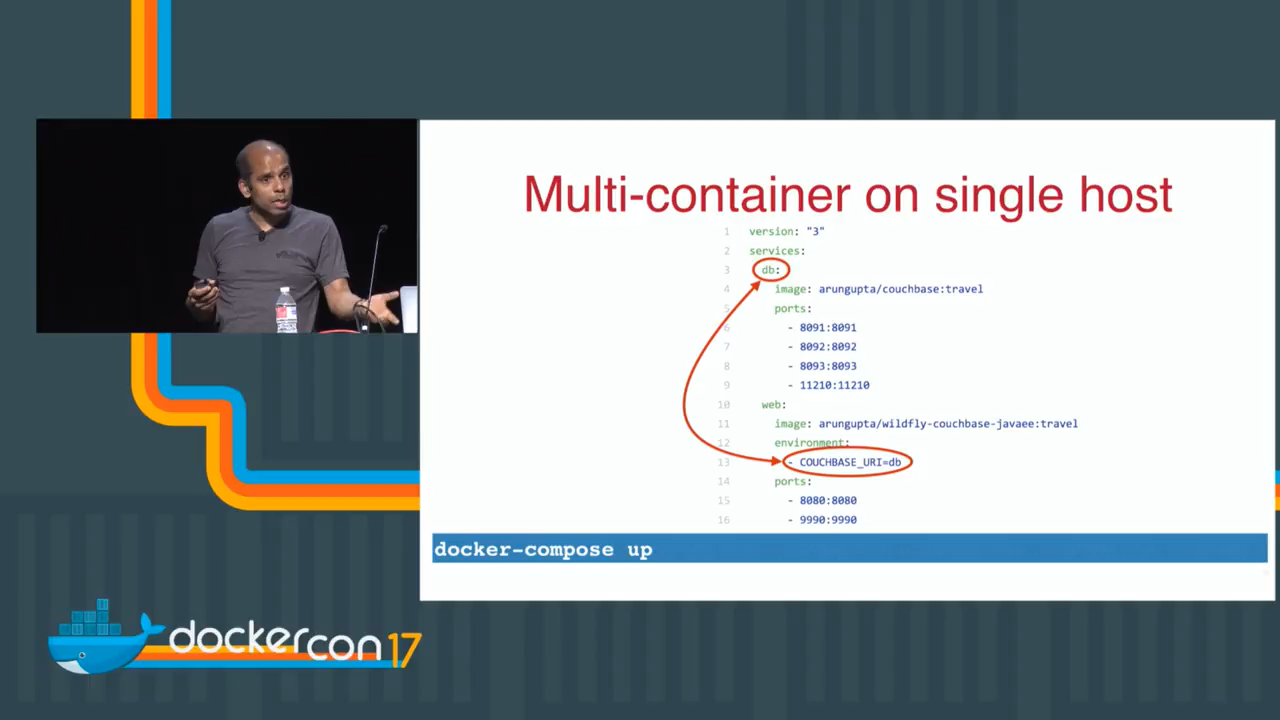 Multi-container on single host
1 version: "3"
2 services:
3 db:
4 image: arungupta/couchbase:travel
5 ports:
6 - 8091:8091
7 - 8092:8092
8 - 8093:8093
9 - 11210:11210
10 web:
11 image: arungupta/wildfly-couchbase-javaee:travel
12 environment:
13 - COUCHBASE_URI=db
14 ports:
15 - 8080:8080
16 - 9990:9990
docker-compose up
dockercon 17